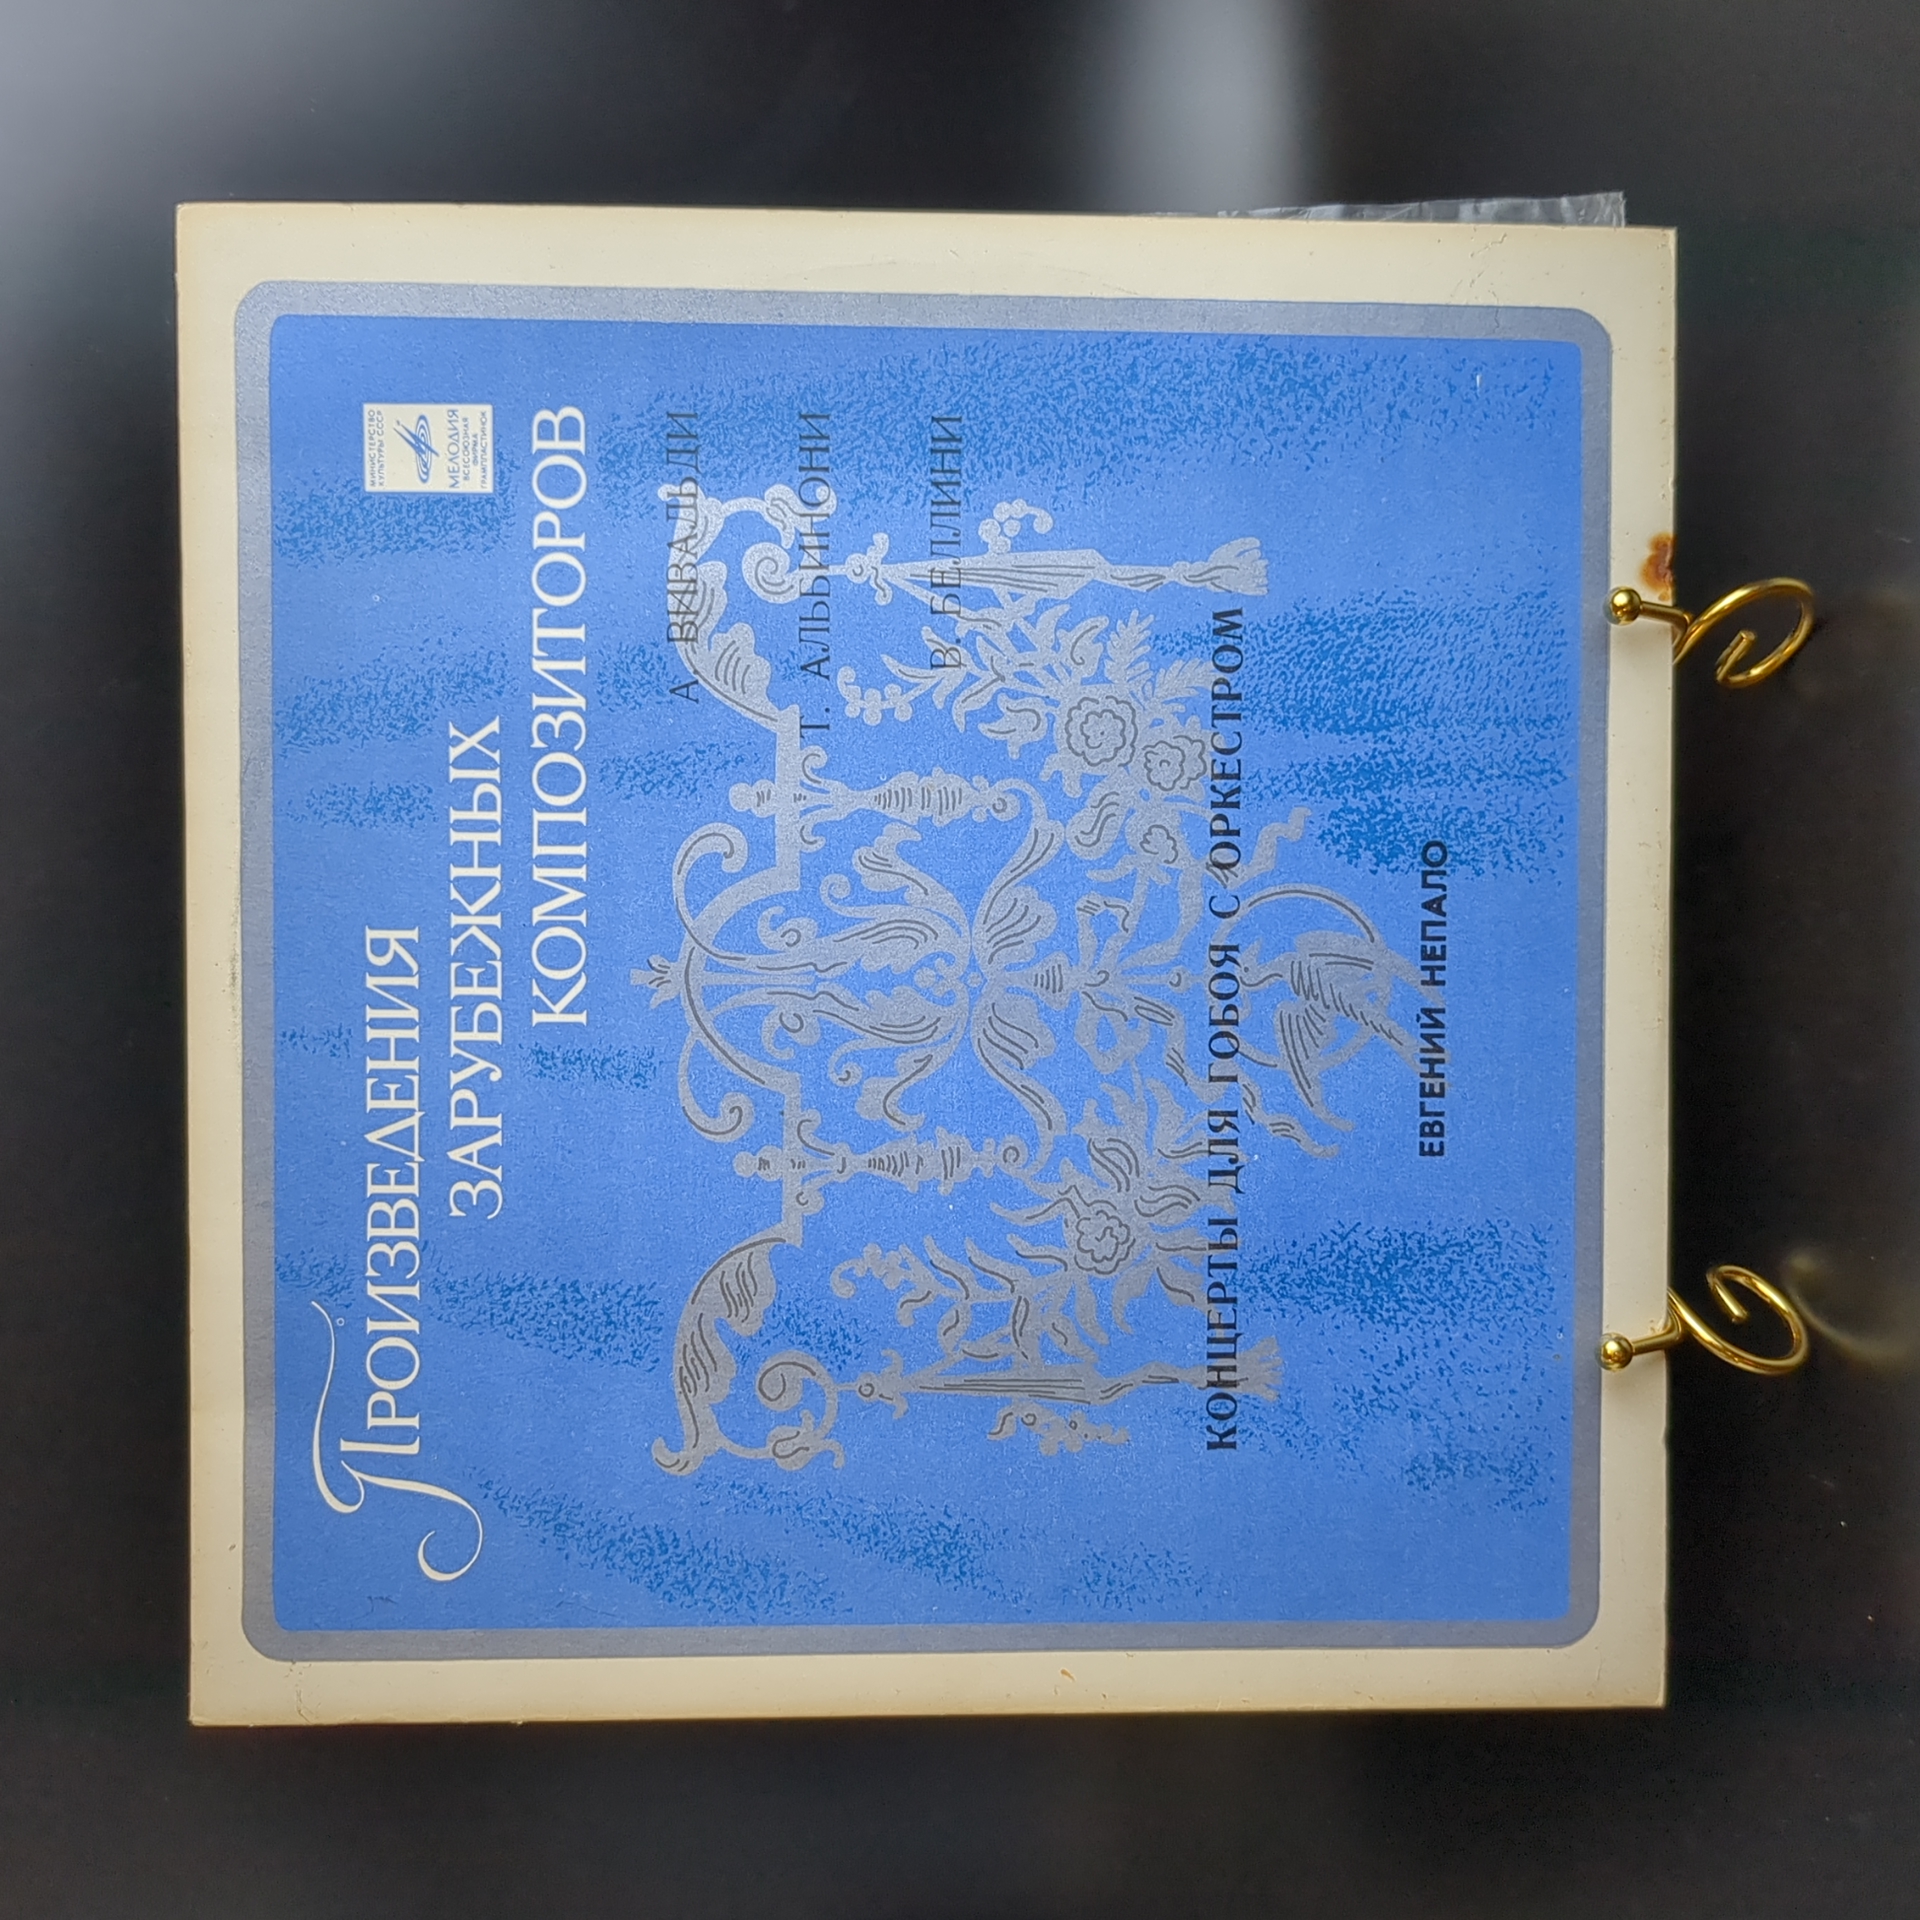 МИНИСТЕРСТВО
КУЛЬТУРЫ СССР
МЕЛОДИЯ
ВСЕСОЮЗНАЯ
ФИРМА
ГРАМПЛАСТИНОК
ПРОИЗВЕДЕНИЯ
ЗАРУБЕЖНЫХ
КОМПОЗИТОРОВ
А ВИВАЛЬДИ
Т. АЛЬБИНОНИ
В. БЕЛЛИНИ
КОНЦЕРТЫ ДЛЯ ГОБОЯ С ОРКЕСТРОМ
ЕВГЕНИЙ НЕПАЛО